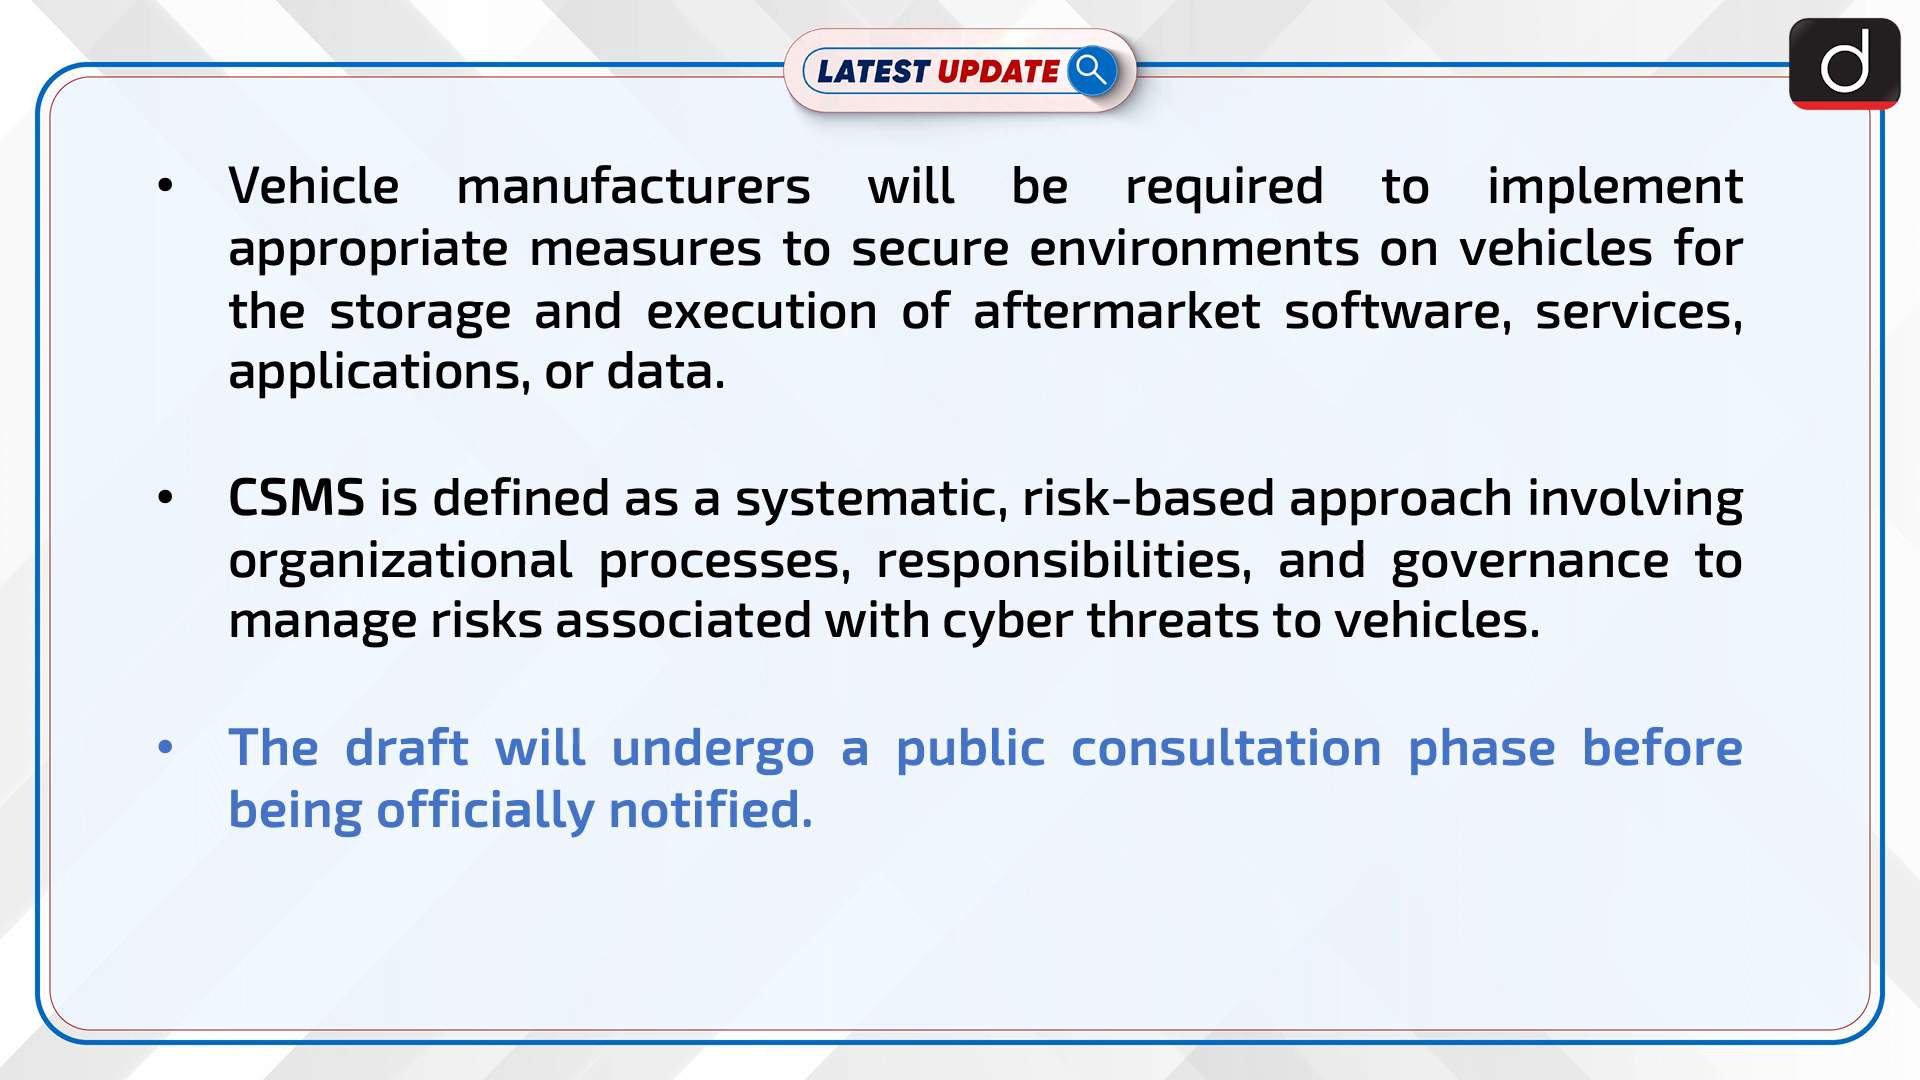 LATEST UPDATE
d
• Vehicle manufacturers will be required to implement
appropriate measures to secure environments on vehicles for
the storage and execution of aftermarket software, services,
applications, or data.
• CSMS is defined as a systematic, risk-based approach involving
organizational processes, responsibilities, and governance to
manage risks associated with cyber threats to vehicles.
• The draft will undergo a public consultation phase before
being officially notified.